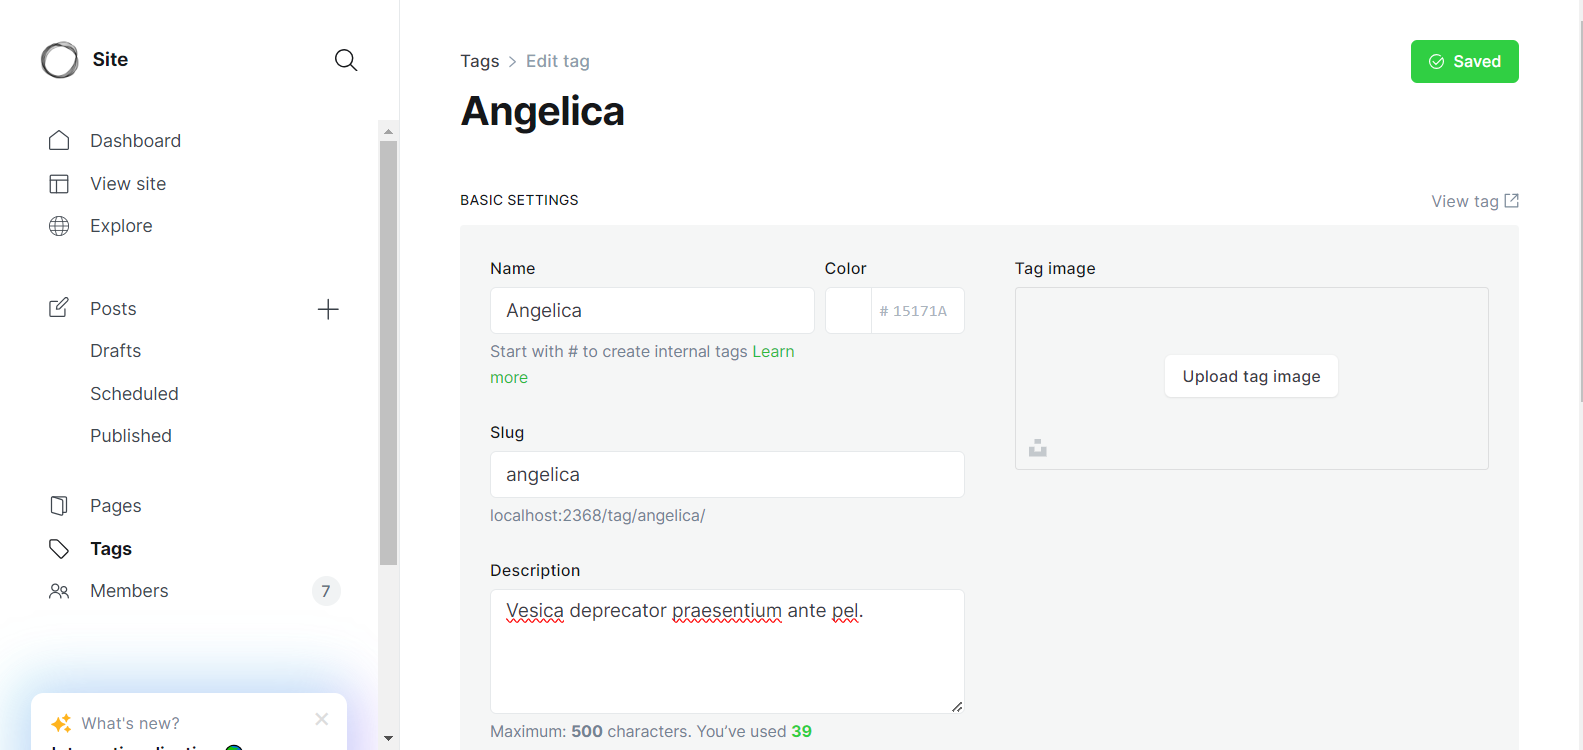 Site
Dashboard
View site
Explore
Posts
Drafts
Scheduled
Published
Pages
Tags
Members 7
What's new?
Tags > Edit tag
Saved
Angelica
BASIC SETTINGS
View tag
Name
Angelica
Start with # to create internal tags Learn
more
Color
# 15171A
Slug
angelica
localhost:2368/tag/angelica/
Description
Vesica deprecator praesentium ante pel.
Maximum: 500 characters. You've used 39
Tag image
Upload tag image